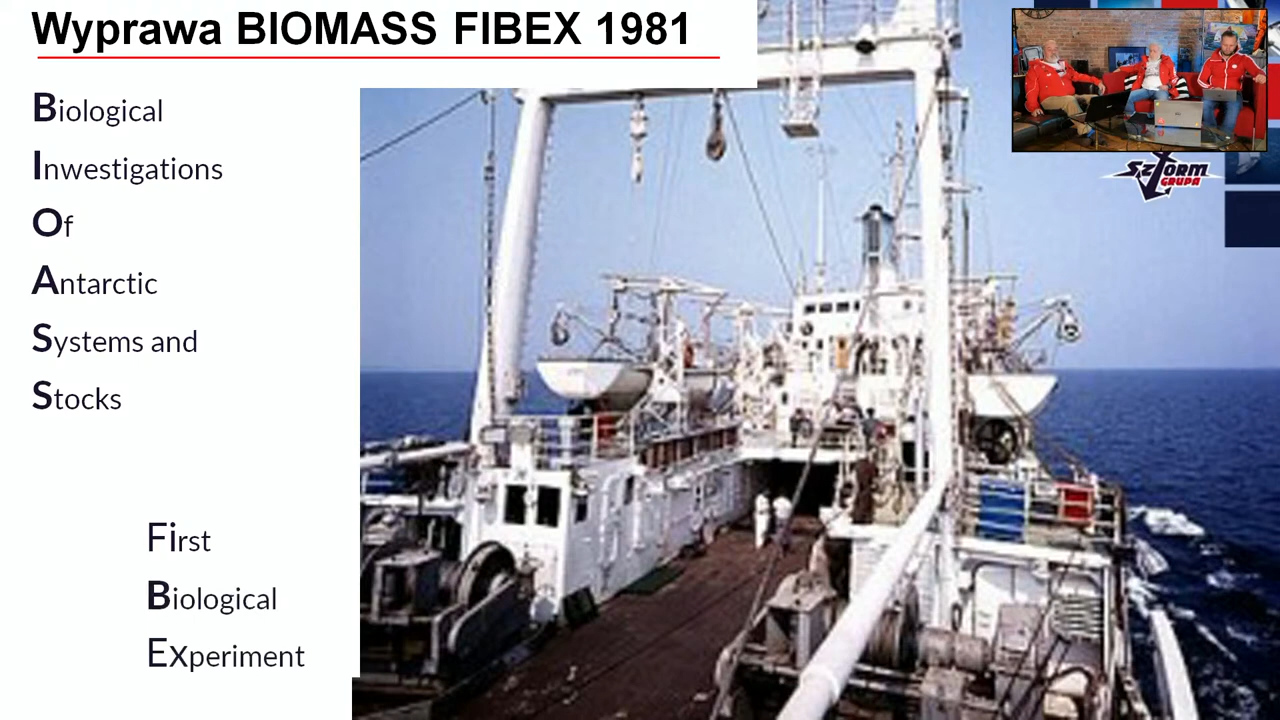 Wyprawa BIOMASS FIBEX 1981
Biological
Inwestigations
Of
Antarctic
Systems and
Stocks
First
Biological
Experiment
SZTORM
GRUPA